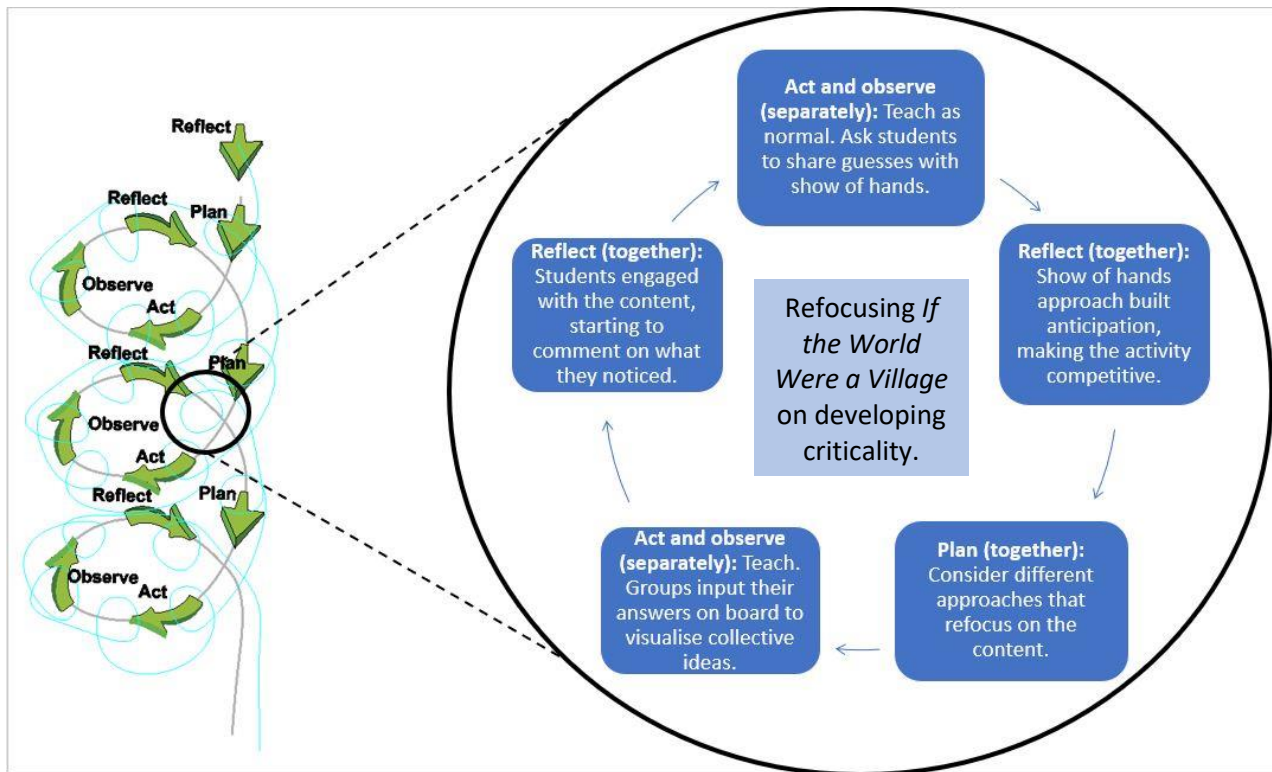 Reflect
Reflect
Plan
Observe
Act
Reflect
Plan
Observe
Act
Reflect
Plan
Observe
Act
Act and observe
(separately): Teach as
normal. Ask students
to share guesses with
show of hands.
Reflect (together):
Show of hands
approach built
anticipation,
making the activity
competitive.
Plan (together):
Consider different
approaches that
refocus on the
content.
Act and observe
(separately): Teach.
Groups input their
answers on board to
visualise collective
ideas.
Reflect (together):
Students engaged
with the content,
starting to
comment on what
they noticed.
Refocusing If
the World
Were a Village
on developing
criticality.